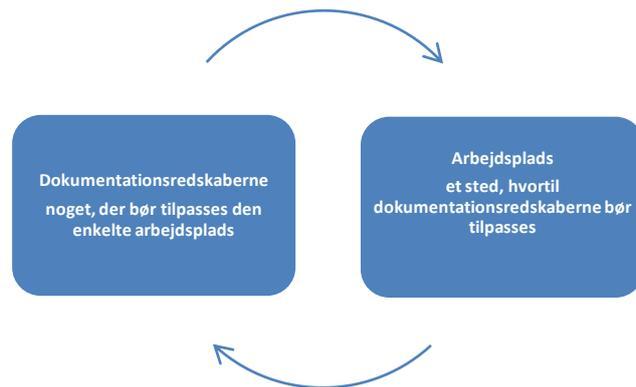 Dokumentationsredskaberne
noget, der bør tilpasses den
enkelte arbejdsplads
Arbejdsplads
et sted, hvortil
dokumentationsredskaberne bør
tilpasses